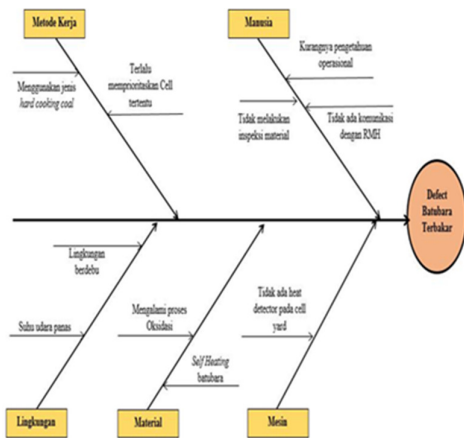 Metode Kerja
Manusia
Menggunakan jenis
hard cooking coal
Terlalu
memprioritaskan Cell
tertentu
Kurangnya pengetahuan
operasional
Tidak melakukan
inspeksi material
Tidak ada komunikasi
dengan RMH
Defect
Batubara
Terbakar
Lingkungan
berdebu
Suhu udara panas
Mengalami proses
Oksidasi
Self Heating
batubara
Tidak ada heat
detector pada cell
yard
Lingkungan
Material
Mesin